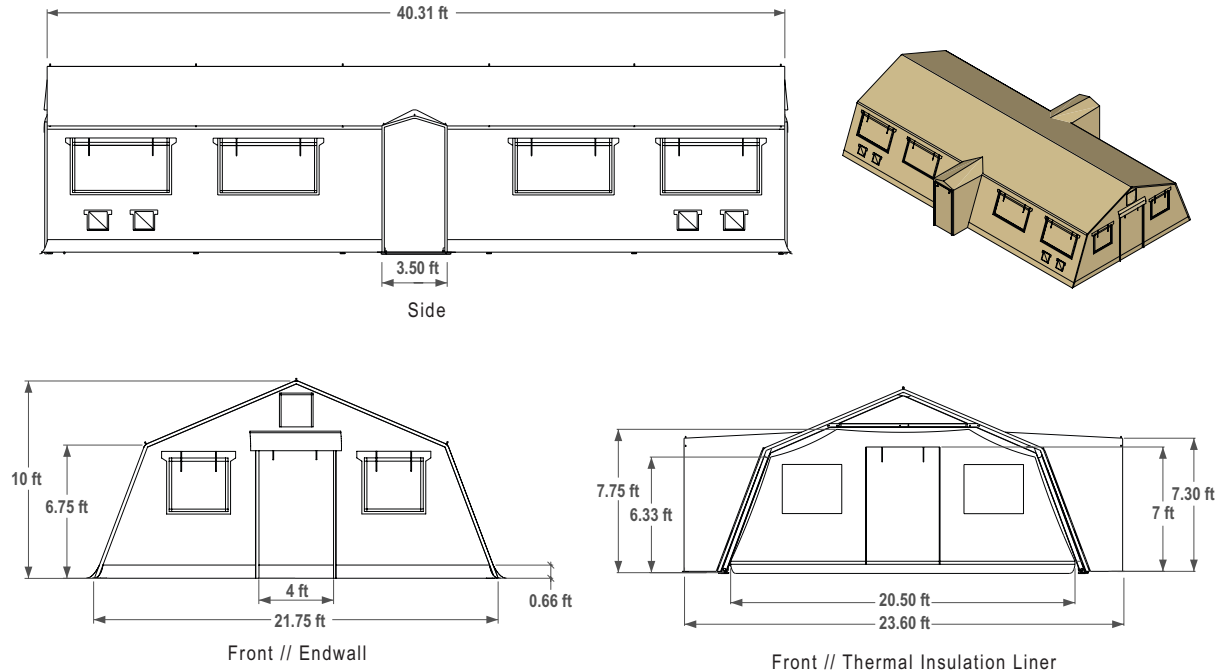 40.31 ft
3.50 ft
Side
10 ft
6.75 ft
4 ft
0.66 ft
21.75 ft
Front // Endwall
7.75 ft
6.33 ft
7.30 ft
7 ft
20.50 ft
23.60 ft
Front // Thermal Insulation Liner